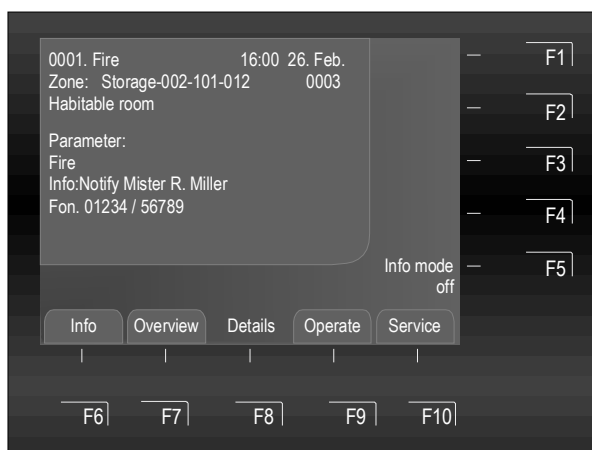 0001. Fire 16:00 26. Feb.
Zone: Storage-002-101-012 0003
Habitable room
Parameter:
Fire
Info:Notify Mister R. Miller
Fon. 01234 / 56789
Info mode
off
Info Overview Details Operate Service
F1
F2
F3
F4
F5
F6 F7 F8 F9 F10